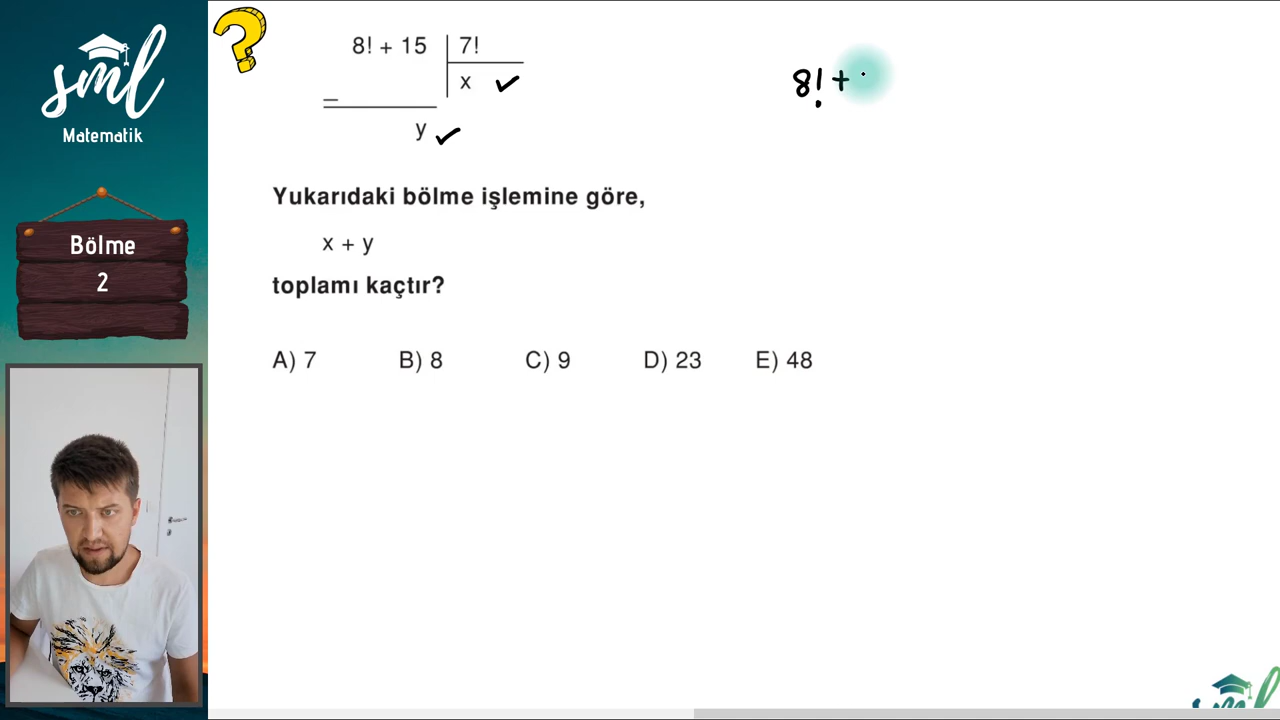 sml
Matematik
Bölme
2
8! + 15 7!
x
y
8! +
Yukarıdaki bölme işlemine göre,
x + y
toplamı kaçtır?
A) 7 B) 8 C) 9 D) 23 E) 48
sml